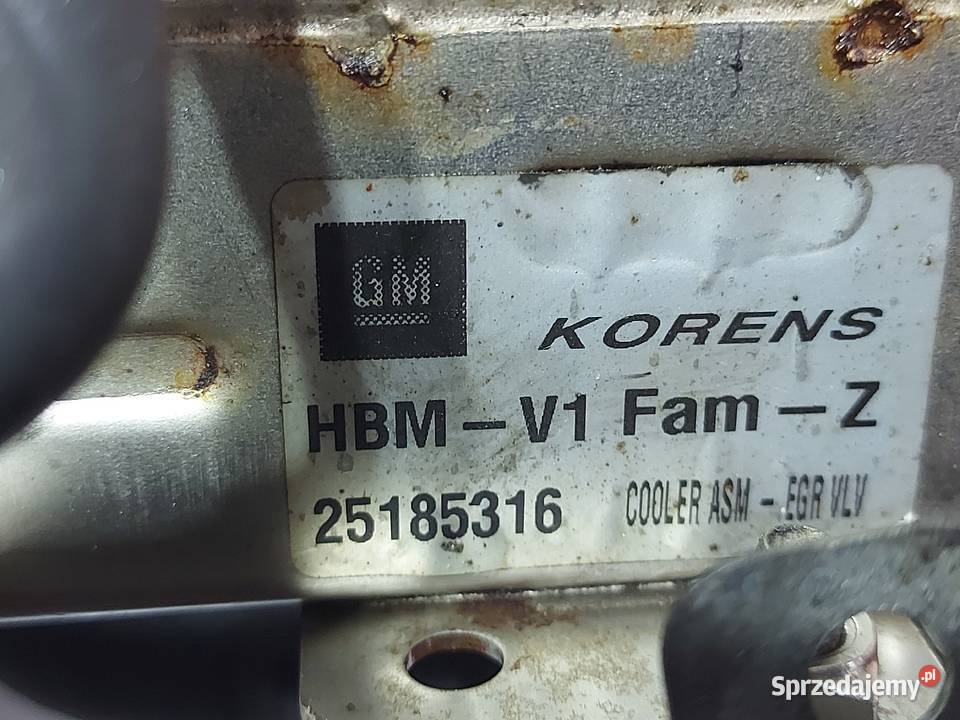 GM
KORENS
HBM-V1 Fam-Z
25185316 COOLER ASM - EGR VLV
Sprzedajemy.pl